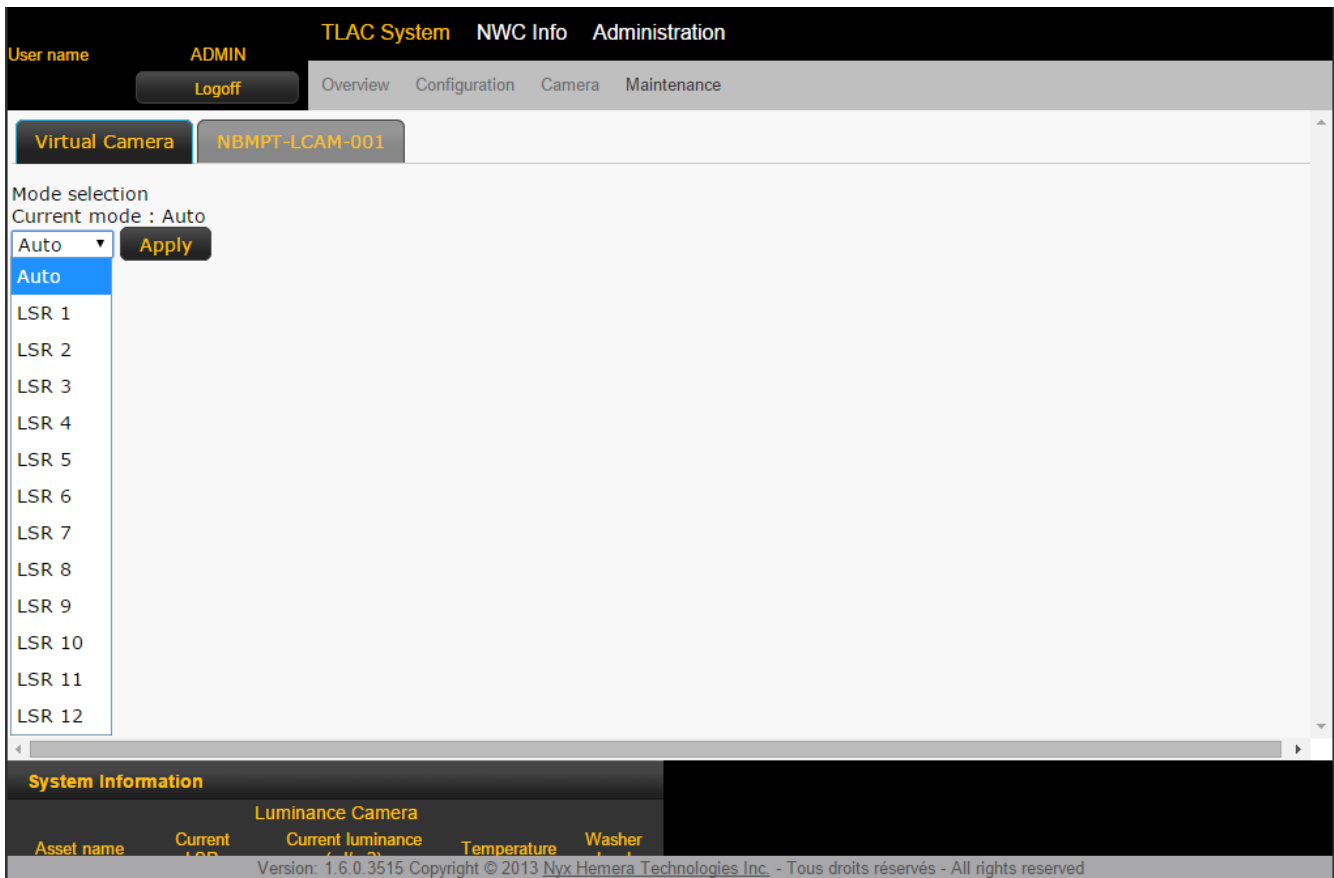 TLAC System NWC Info Administration
User name ADMIN
Logoff
Overview Configuration Camera Maintenance
Virtual Camera NBMPT-LCAM-001
Mode selection
Current mode : Auto
Auto Apply
Auto
LSR 1
LSR 2
LSR 3
LSR 4
LSR 5
LSR 6
LSR 7
LSR 8
LSR 9
LSR 10
LSR 11
LSR 12
System Information
Luminance Camera
Asset name Current Current luminance Temperature Washer
Version: 1.6.0.3515 Copyright © 2013 Nyx Hemera Technologies Inc. - Tous droits réservés - All rights reserved